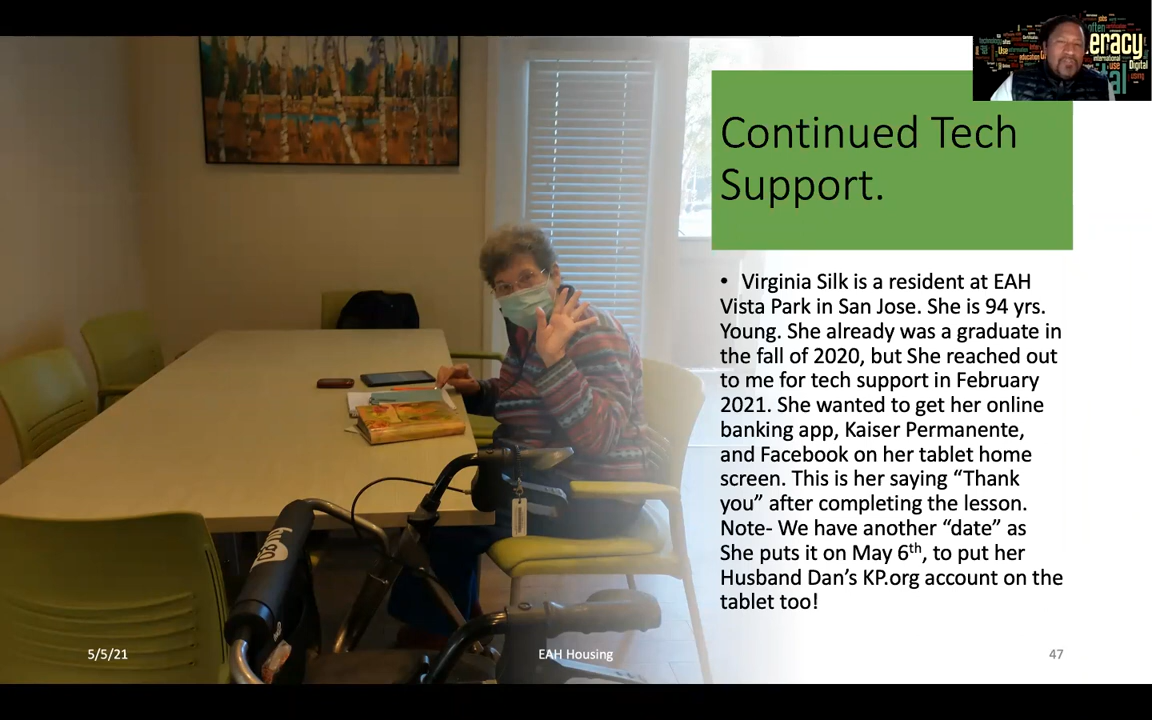 eracy
Digital
tal
Continued Tech
Support.
• Virginia Silk is a resident at EAH
Vista Park in San Jose. She is 94 yrs.
Young. She already was a graduate in
the fall of 2020, but She reached out
to me for tech support in February
2021. She wanted to get her online
banking app, Kaiser Permanente,
and Facebook on her tablet home
screen. This is her saying “Thank
you” after completing the lesson.
Note- We have another “date” as
She puts it on May 6th, to put her
Husband Dan’s KP.org account on the
tablet too!
hugo
5/5/21
EAH Housing
47